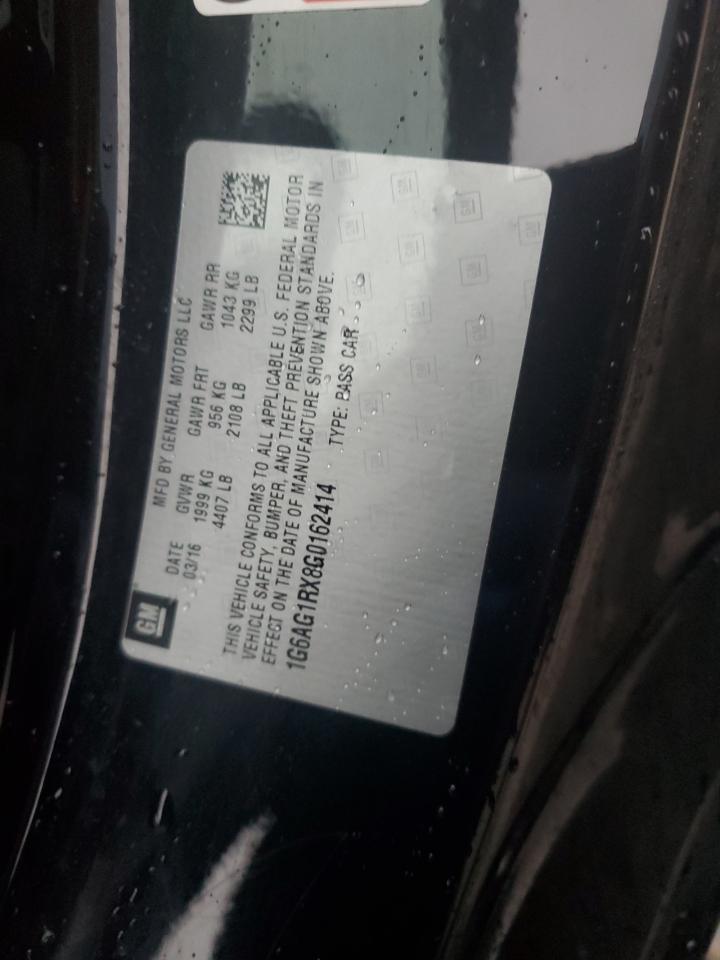 GM
MFD BY GENERAL MOTORS LLC
DATE GVWR GAWR FRT GAWR RR
03/16 1999 KG 956 KG 1043 KG
4407 LB 2108 LB 2299 LB
THIS VEHICLE CONFORMS TO ALL APPLICABLE U.S. FEDERAL MOTOR
VEHICLE SAFETY, BUMPER, AND THEFT PREVENTION STANDARDS IN
EFFECT ON THE DATE OF MANUFACTURE SHOWN ABOVE.
1G6AG1RX8G0162414 TYPE: PASS CAR